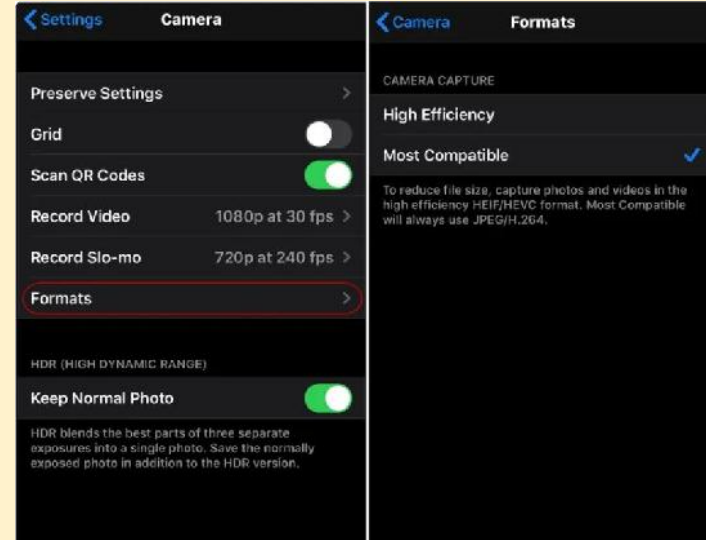 Settings
Camera
Preserve Settings
Grid
Scan QR Codes
Record Video 1080p at 30 fps
Record Slo-mo 720p at 240 fps
Formats
HDR (HIGH DYNAMIC RANGE)
Keep Normal Photo
HDR blends the best parts of three separate
exposures into a single photo. Save the normally
exposed photo in addition to the HDR version.
Camera
Formats
CAMERA CAPTURE
High Efficiency
Most Compatible
To reduce file size, capture photos and videos in the
high efficiency HEIF/HEVC format. Most Compatible
will always use JPEG/H.264.